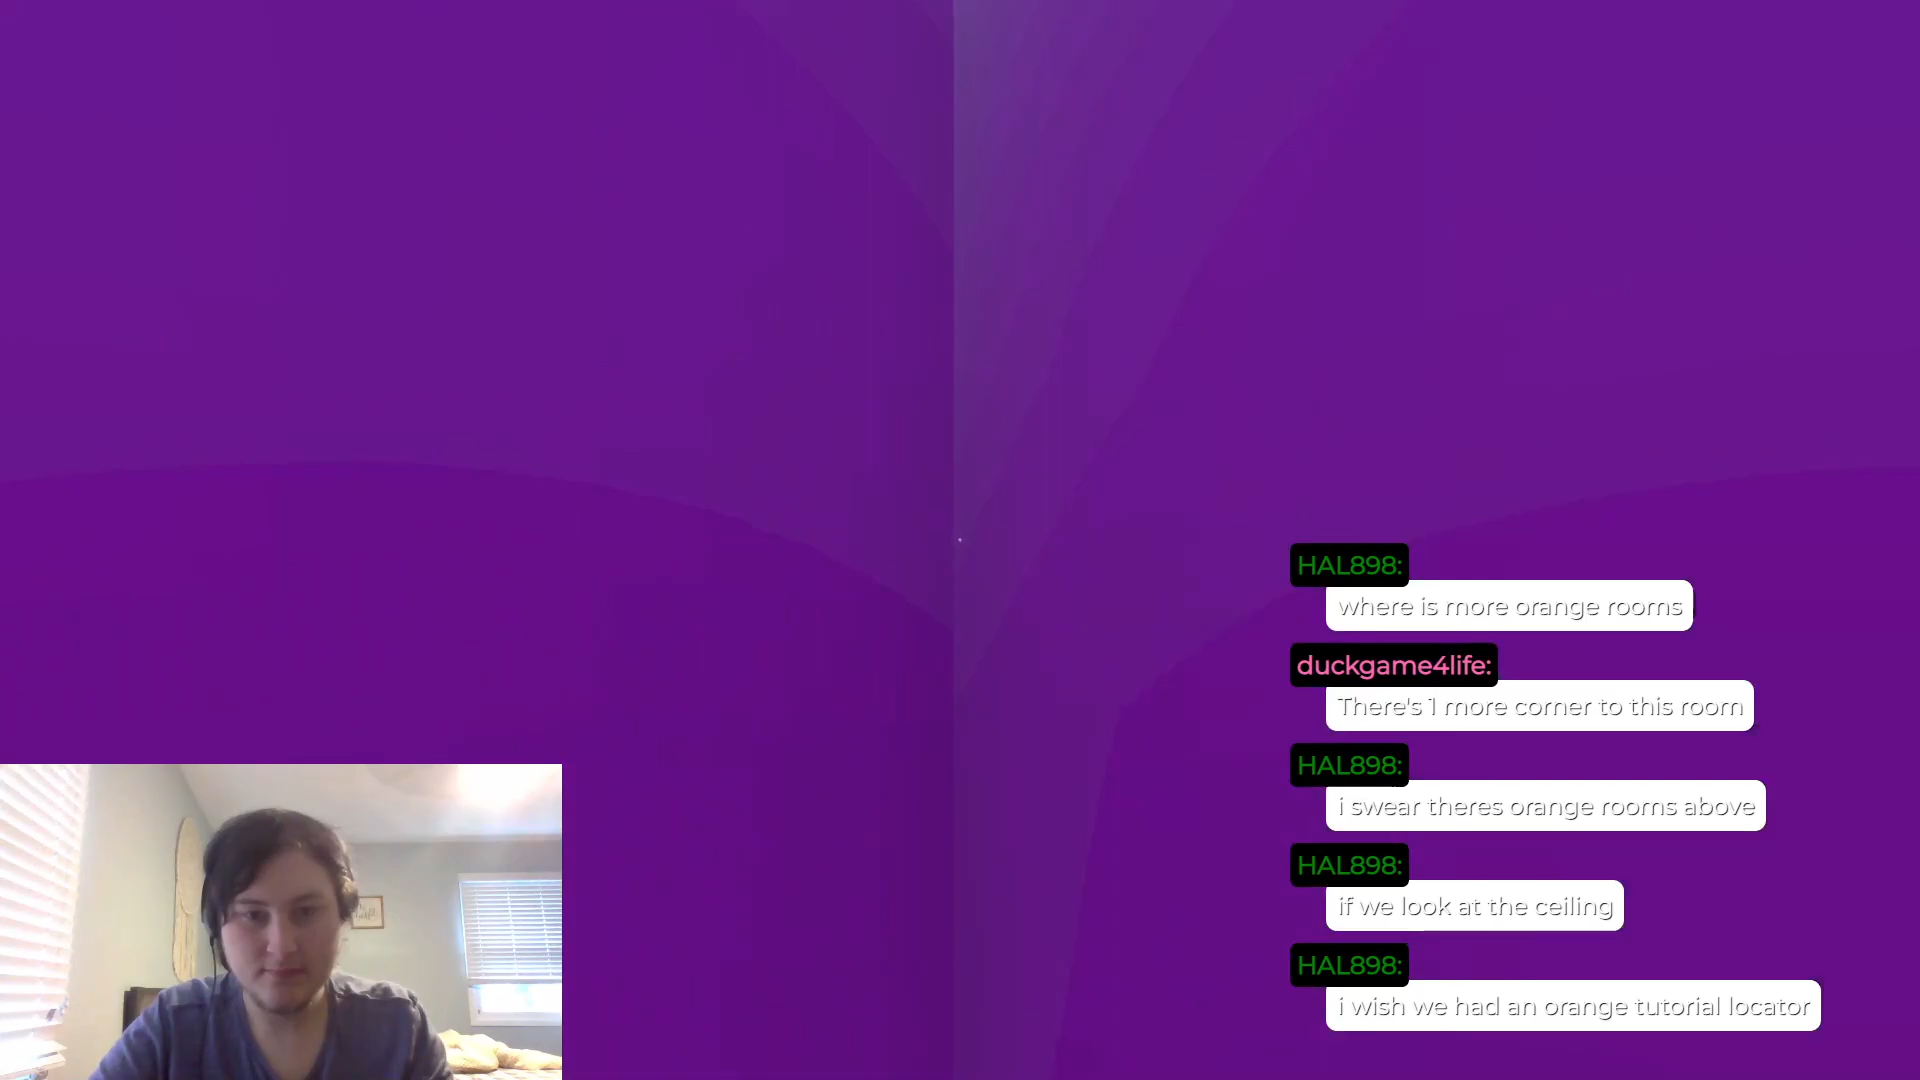 HAL898:
where is more orange rooms
duckgame4life:
There's 1 more corner to this room
HAL898:
i swear theres orange rooms above
HAL898:
if we look at the ceiling
HAL898:
i wish we had an orange tutorial locator